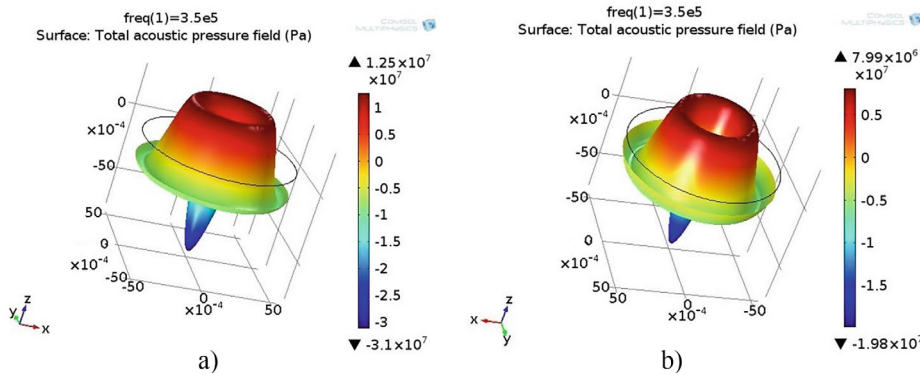 freq(1)=3.5e5
Surface: Total acoustic pressure field (Pa)
COMSOL
MULTIPHYSICS
▲ 1.25×10⁷
×10⁷
1
0.5
0
-0.5
-1
-1.5
-2
-2.5
-3
▼ -3.1×10⁷
0
×10⁻⁴
-50
50
0
×10⁻⁴
-50
-50
0
×10⁻⁴
50
z
y
x
a)
freq(1)=3.5e5
Surface: Total acoustic pressure field (Pa)
COMSOL
MULTIPHYSICS
▲ 7.99×10⁶
×10⁷
0.5
0
-0.5
-1
-1.5
▼ -1.98×10⁷
0
×10⁻⁴
-50
-50
0
×10⁻⁴
50
50
0
×10⁻⁴
-50
z
x
y
b)